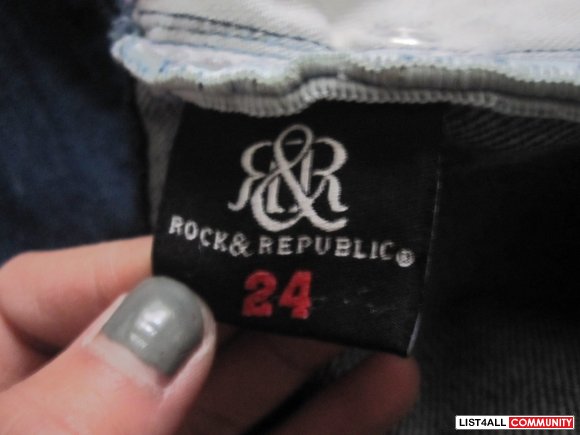 R&R
ROCK & REPUBLIC®
24
LIST4ALL COMMUNITY